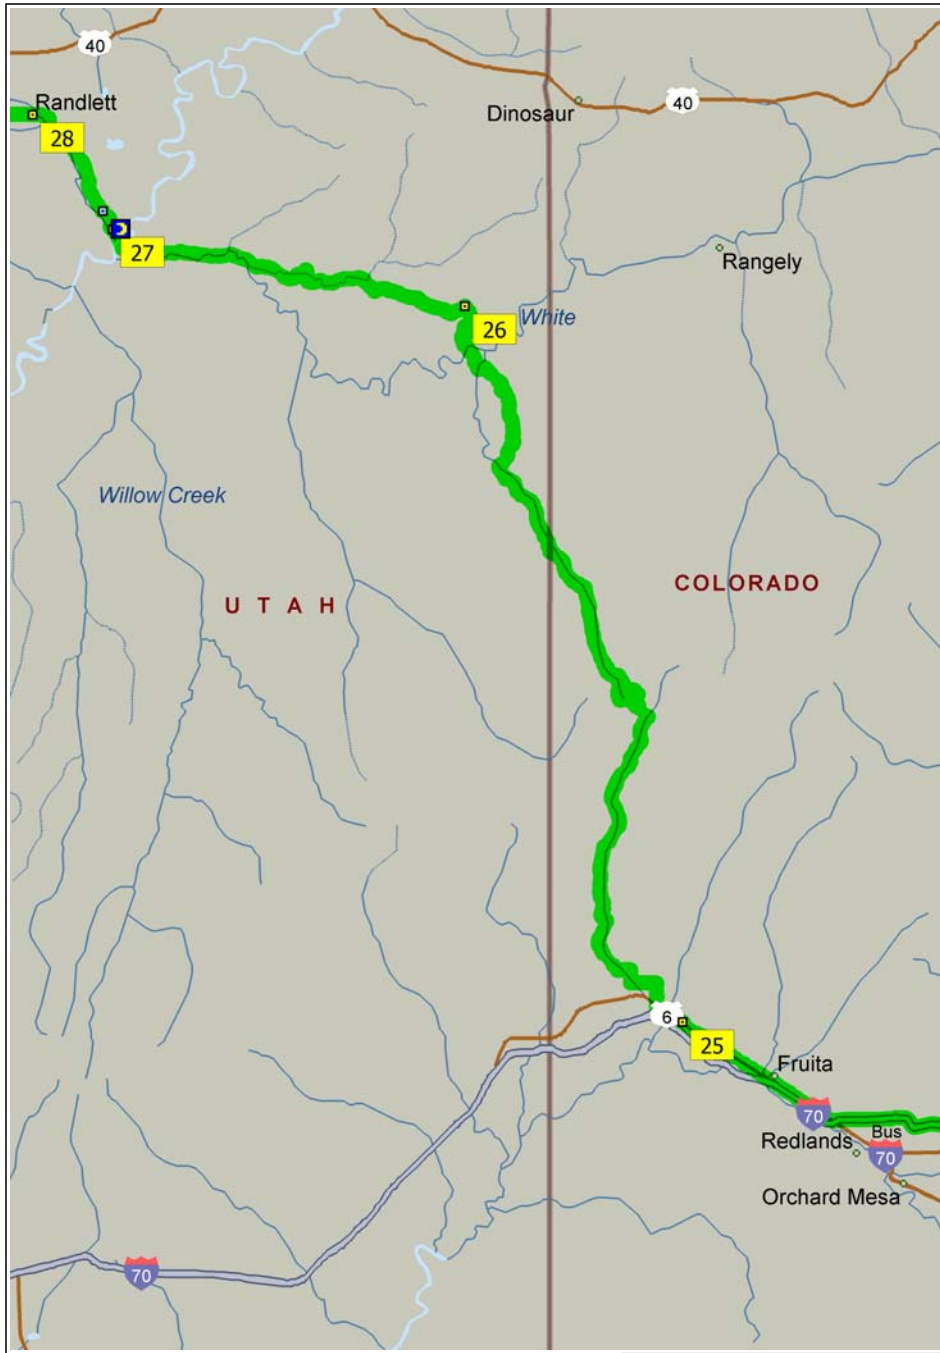 40
Randlett
Dinosaur
40
28
27
Rangely
26
White
Willow Creek
COLORADO
UTAH
6
25
Fruita
70
Redlands
Bus
70
Orchard Mesa
70